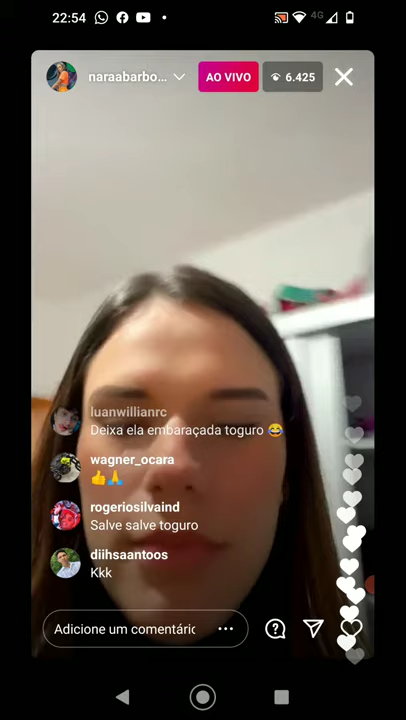 22:54
4G
naraabarbo...
AO VIVO
6.425
luanwillianrc
Deixa ela embaraçada toguro 😂
wagner_ocara
👍🙏
rogeriosilvaind
Salve salve toguro
diihsaantoos
Kkk
Adicione um comentáric